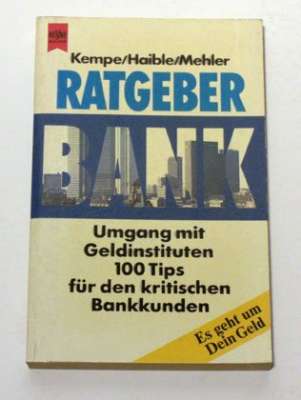 HEYNE
Kempe/Haible/Mehler
RATGEBER
BANK
Umgang mit
Geldinstituten
100 Tips
für den kritischen
Bankkunden
Es geht um
Dein Geld